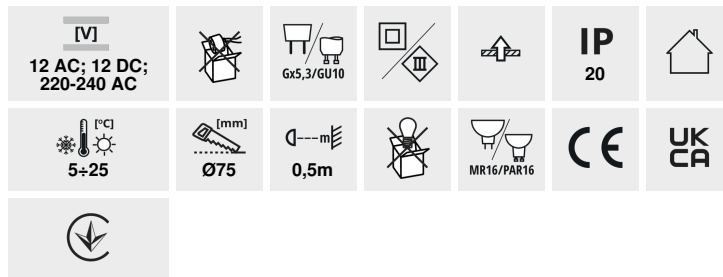 [V]
12 AC; 12 DC;
220-240 AC
Gx5,3/GU10
III
IP
20
[°C]
5÷25
[mm]
Ø75
m
0,5m
MR16/PAR16
CE
UK
CA